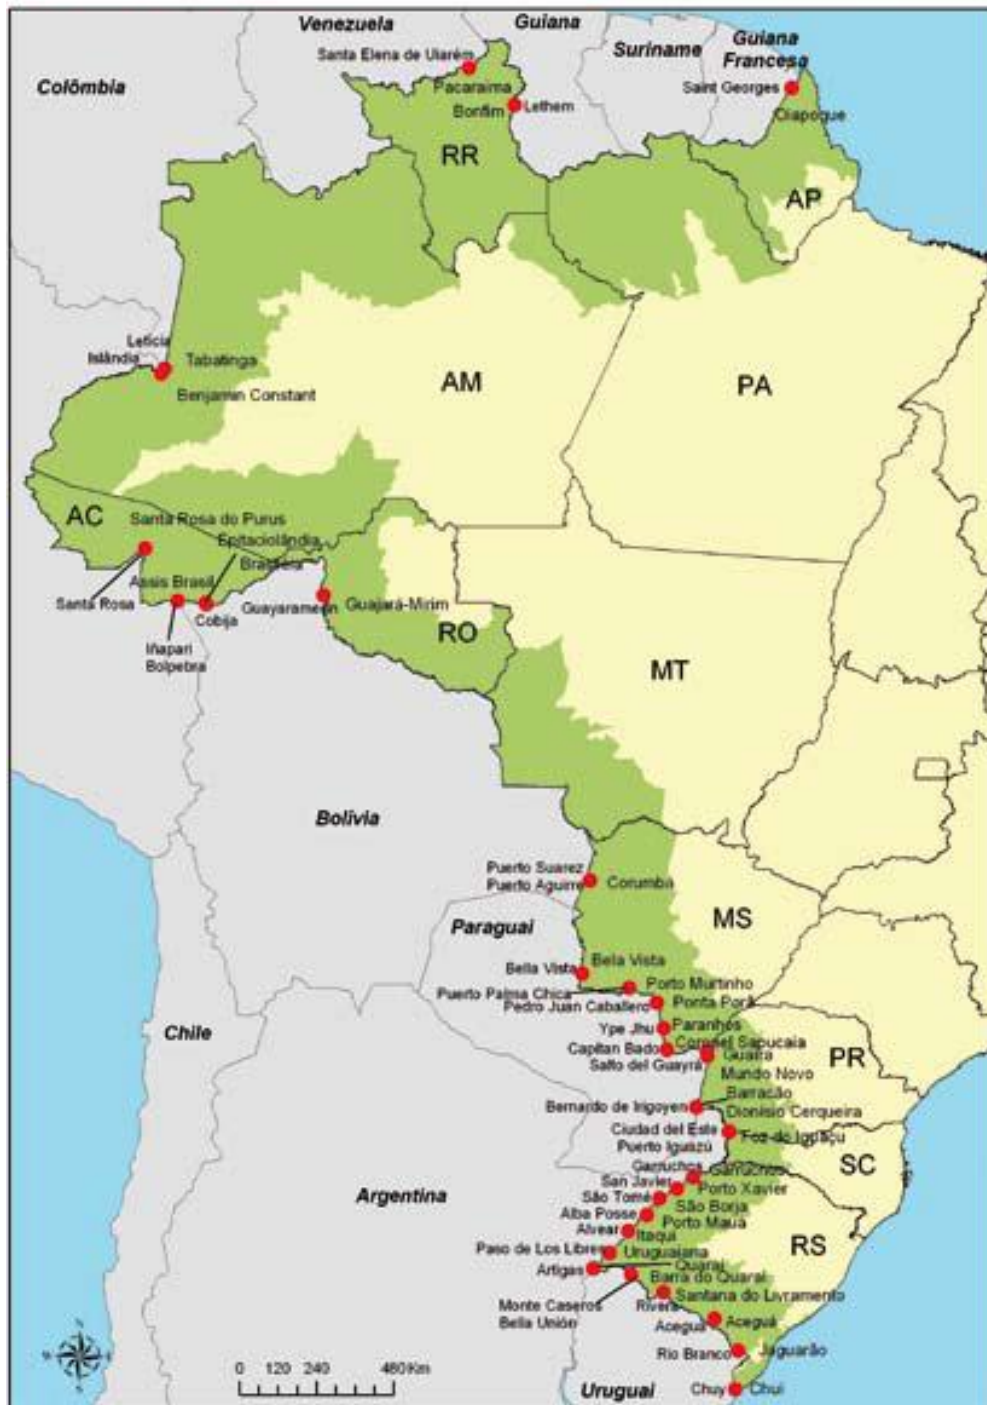 Venezuela
Guiana
Suriname
Guiana
Francesa
Colômbia
Santa Elena de Uiarém
Pacaraima
Bonfim
Lethem
Saint Georges
Oiapoque
RR
AP
Letícia
Islândia
Tabatinga
Benjamin Constant
AM
PA
AC
Santa Rosa do Purus
Epitaciolândia
Brasiléia
Assis Brasil
Santa Rosa
Cobija
Guayarameên
Guajará-Mirim
Iñapari
Bolpebra
RO
MT
Bolívia
Puerto Suarez
Puerto Aguirre
Corumbá
MS
Paraguai
Bella Vista
Bela Vista
Puerto Palma Chica
Porto Murtinho
Pedro Juan Caballero
Ponta Porã
Ype Jhu
Paranhos
Capitan Bado
Coronel Sapucaia
Salto del Guayrá
Guaíra
Mundo Novo
PR
Chile
Bernardo de Irigoyen
Barracão
Dionísio Cerqueira
Ciudad del Este
Foz do Iguaçu
Puerto Iguazú
SC
Garruchos
Garruchos
San Javier
Porto Xavier
São Tomé
São Borja
Alba Posse
Porto Mauá
Alvear
Itaqui
RS
Argentina
Paso de Los Libres
Uruguaiana
Artigas
Quaraí
Barra do Quaraí
Monte Caseros
Bella Unión
Rivera
Santana do Livramento
Aceguá
Aceguá
Rio Branco
Jaguarão
Uruguai
Chuy
Chuí
0 120 240 480Km